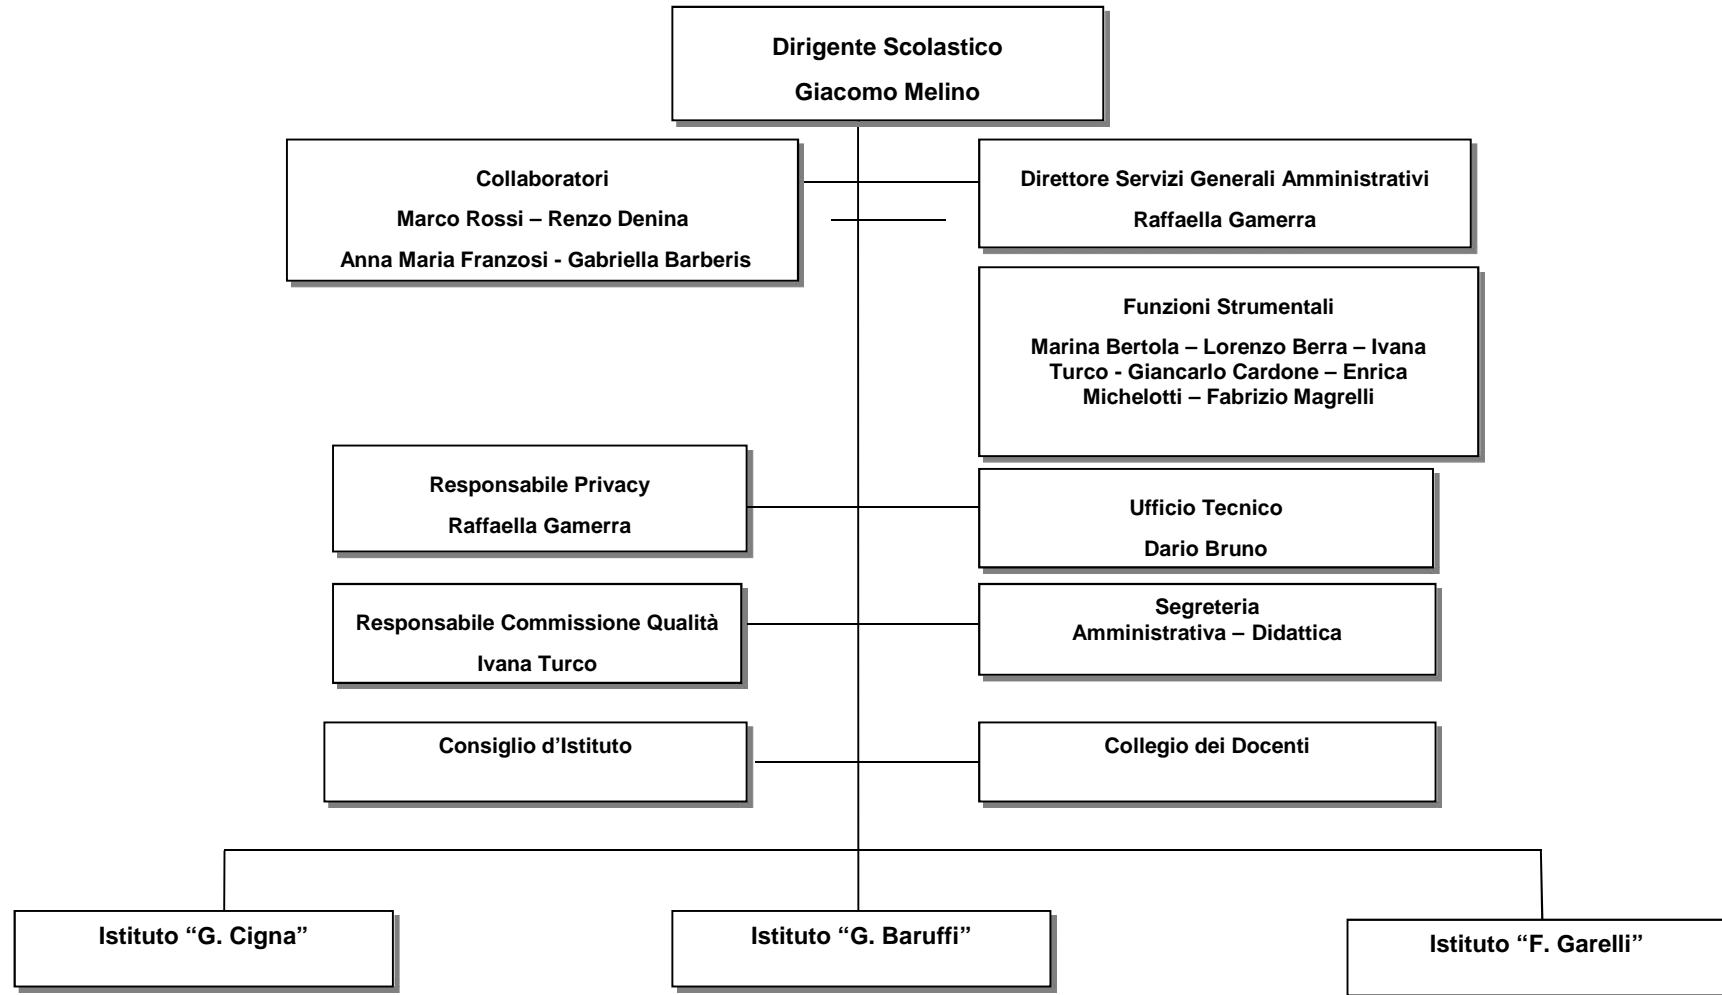 Dirigente Scolastico
Giacomo Melino
Collaboratori
Marco Rossi – Renzo Denina
Anna Maria Franzosi - Gabriella Barberis
Direttore Servizi Generali Amministrativi
Raffaella Gamerra
Funzioni Strumentali
Marina Bertola – Lorenzo Berra – Ivana
Turco - Giancarlo Cardone – Enrica
Michelotti – Fabrizio Magrelli
Responsabile Privacy
Raffaella Gamerra
Ufficio Tecnico
Dario Bruno
Responsabile Commissione Qualità
Ivana Turco
Segreteria
Amministrativa – Didattica
Consiglio d’Istituto
Collegio dei Docenti
Istituto “G. Cigna”
Istituto “G. Baruffi”
Istituto “F. Garelli”